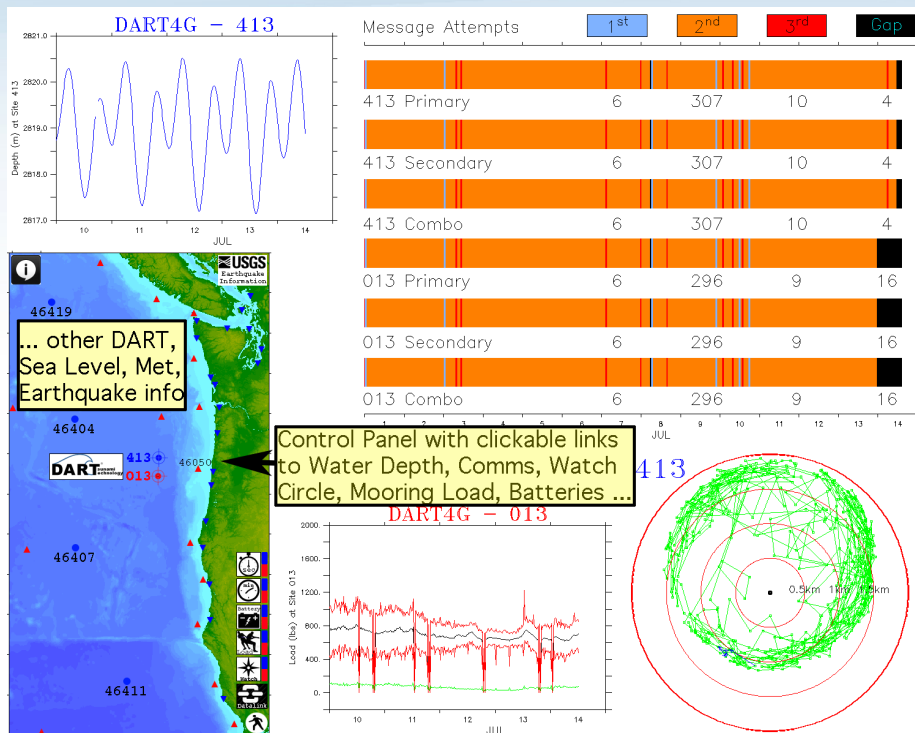 DART4G - 413
2821.0
2820.0
2819.0
2818.0
2817.0
Depth (m) at Site 413
10
11
12
13
14
JUL
Message Attempts
1st
2nd
3rd
Gap
413 Primary 6 307 10 4
413 Secondary 6 307 10 4
413 Combo 6 307 10 4
013 Primary 6 296 9 16
013 Secondary 6 296 9 16
013 Combo 6 296 9 16
1 2 3 4 5 6 7 8 9 10 11 12 13 14
JUL
i
USGS
Earthquake
Information
46419
... other DART,
Sea Level, Met,
Earthquake info
46404
DART tsunami
technology
413
013
46050
46407
46411
sec
min
Battery
Load
Watch
Datalink
Control Panel with clickable links
to Water Depth, Comms, Watch
Circle, Mooring Load, Batteries ...
DART4G - 013
2000.
1600.
1200.
800.
400.
0.
Load (lbs) at Site 013
10
11
12
13
14
JUL
413
0.5km 1km 1.5km